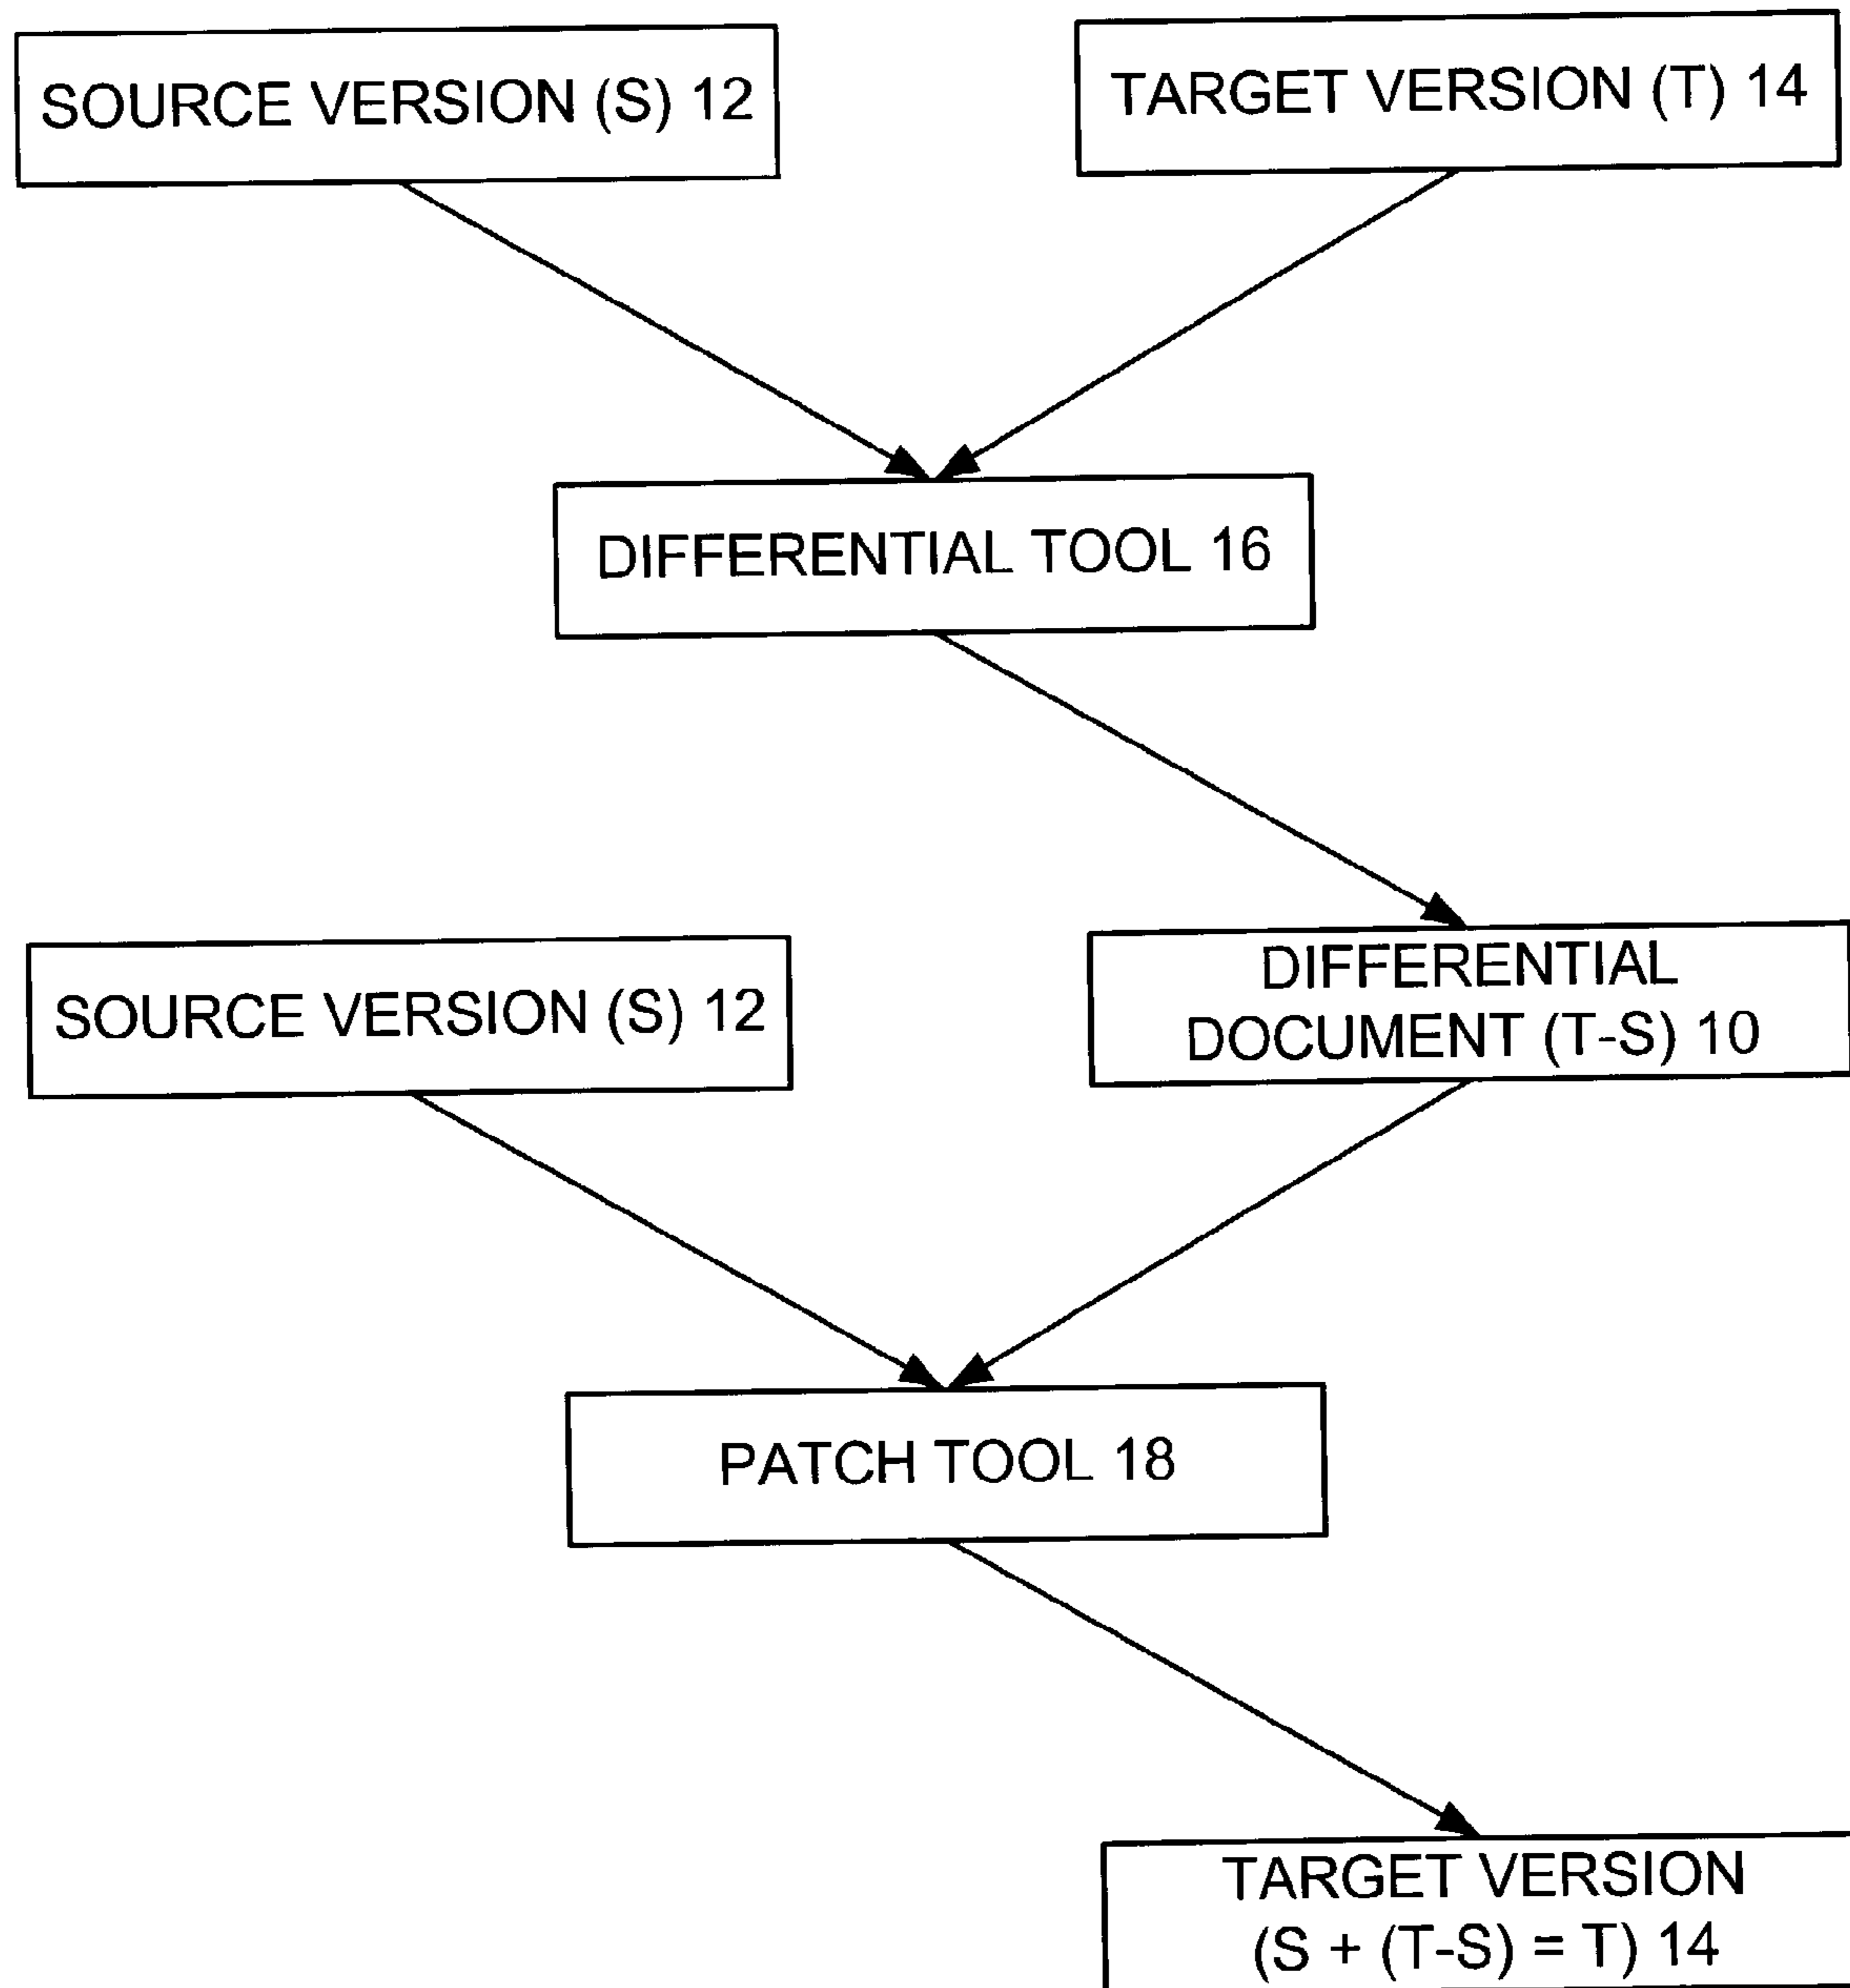 SOURCE VERSION (S) 12
TARGET VERSION (T) 14
DIFFERENTIAL TOOL 16
SOURCE VERSION (S) 12
DIFFERENTIAL
DOCUMENT (T-S) 10
PATCH TOOL 18
TARGET VERSION
(S + (T-S) = T) 14